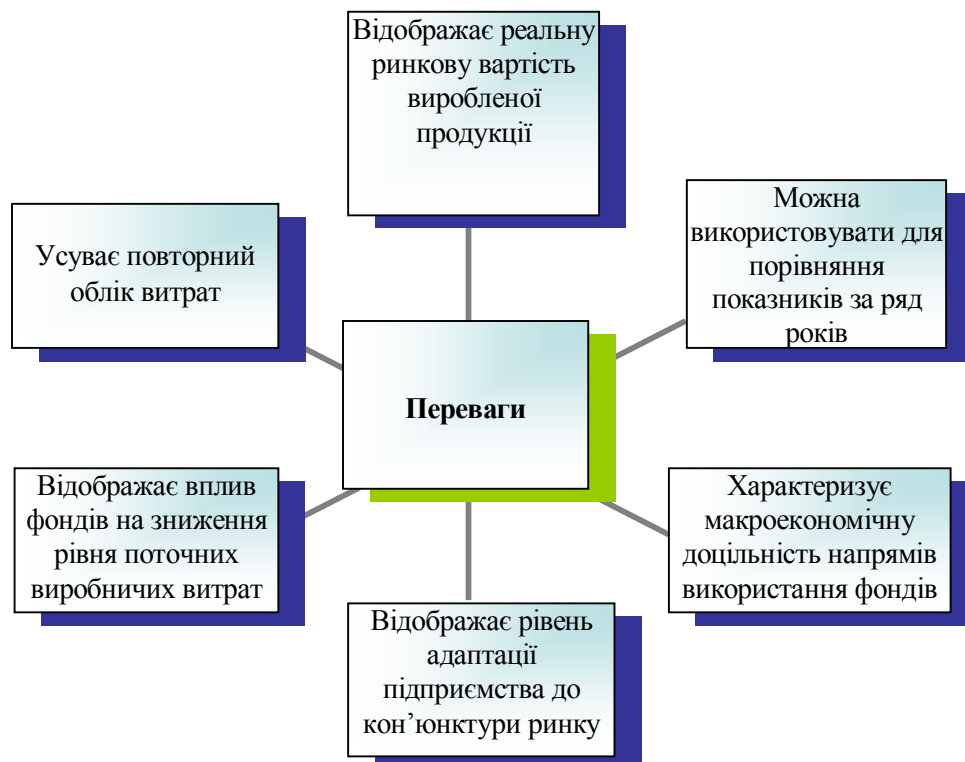 Відображає реальну
ринкову вартість
виробленої
продукції
Усуває повторний
облік витрат
Можна
використовувати для
порівняння
показників за ряд
років
Переваги
Відображає вплив
фондів на зниження
рівня поточних
виробничих витрат
Характеризує
макроекономічну
доцільність напрямів
використання фондів
Відображає рівень
адаптації
підприємства до
кон’юнктури ринку